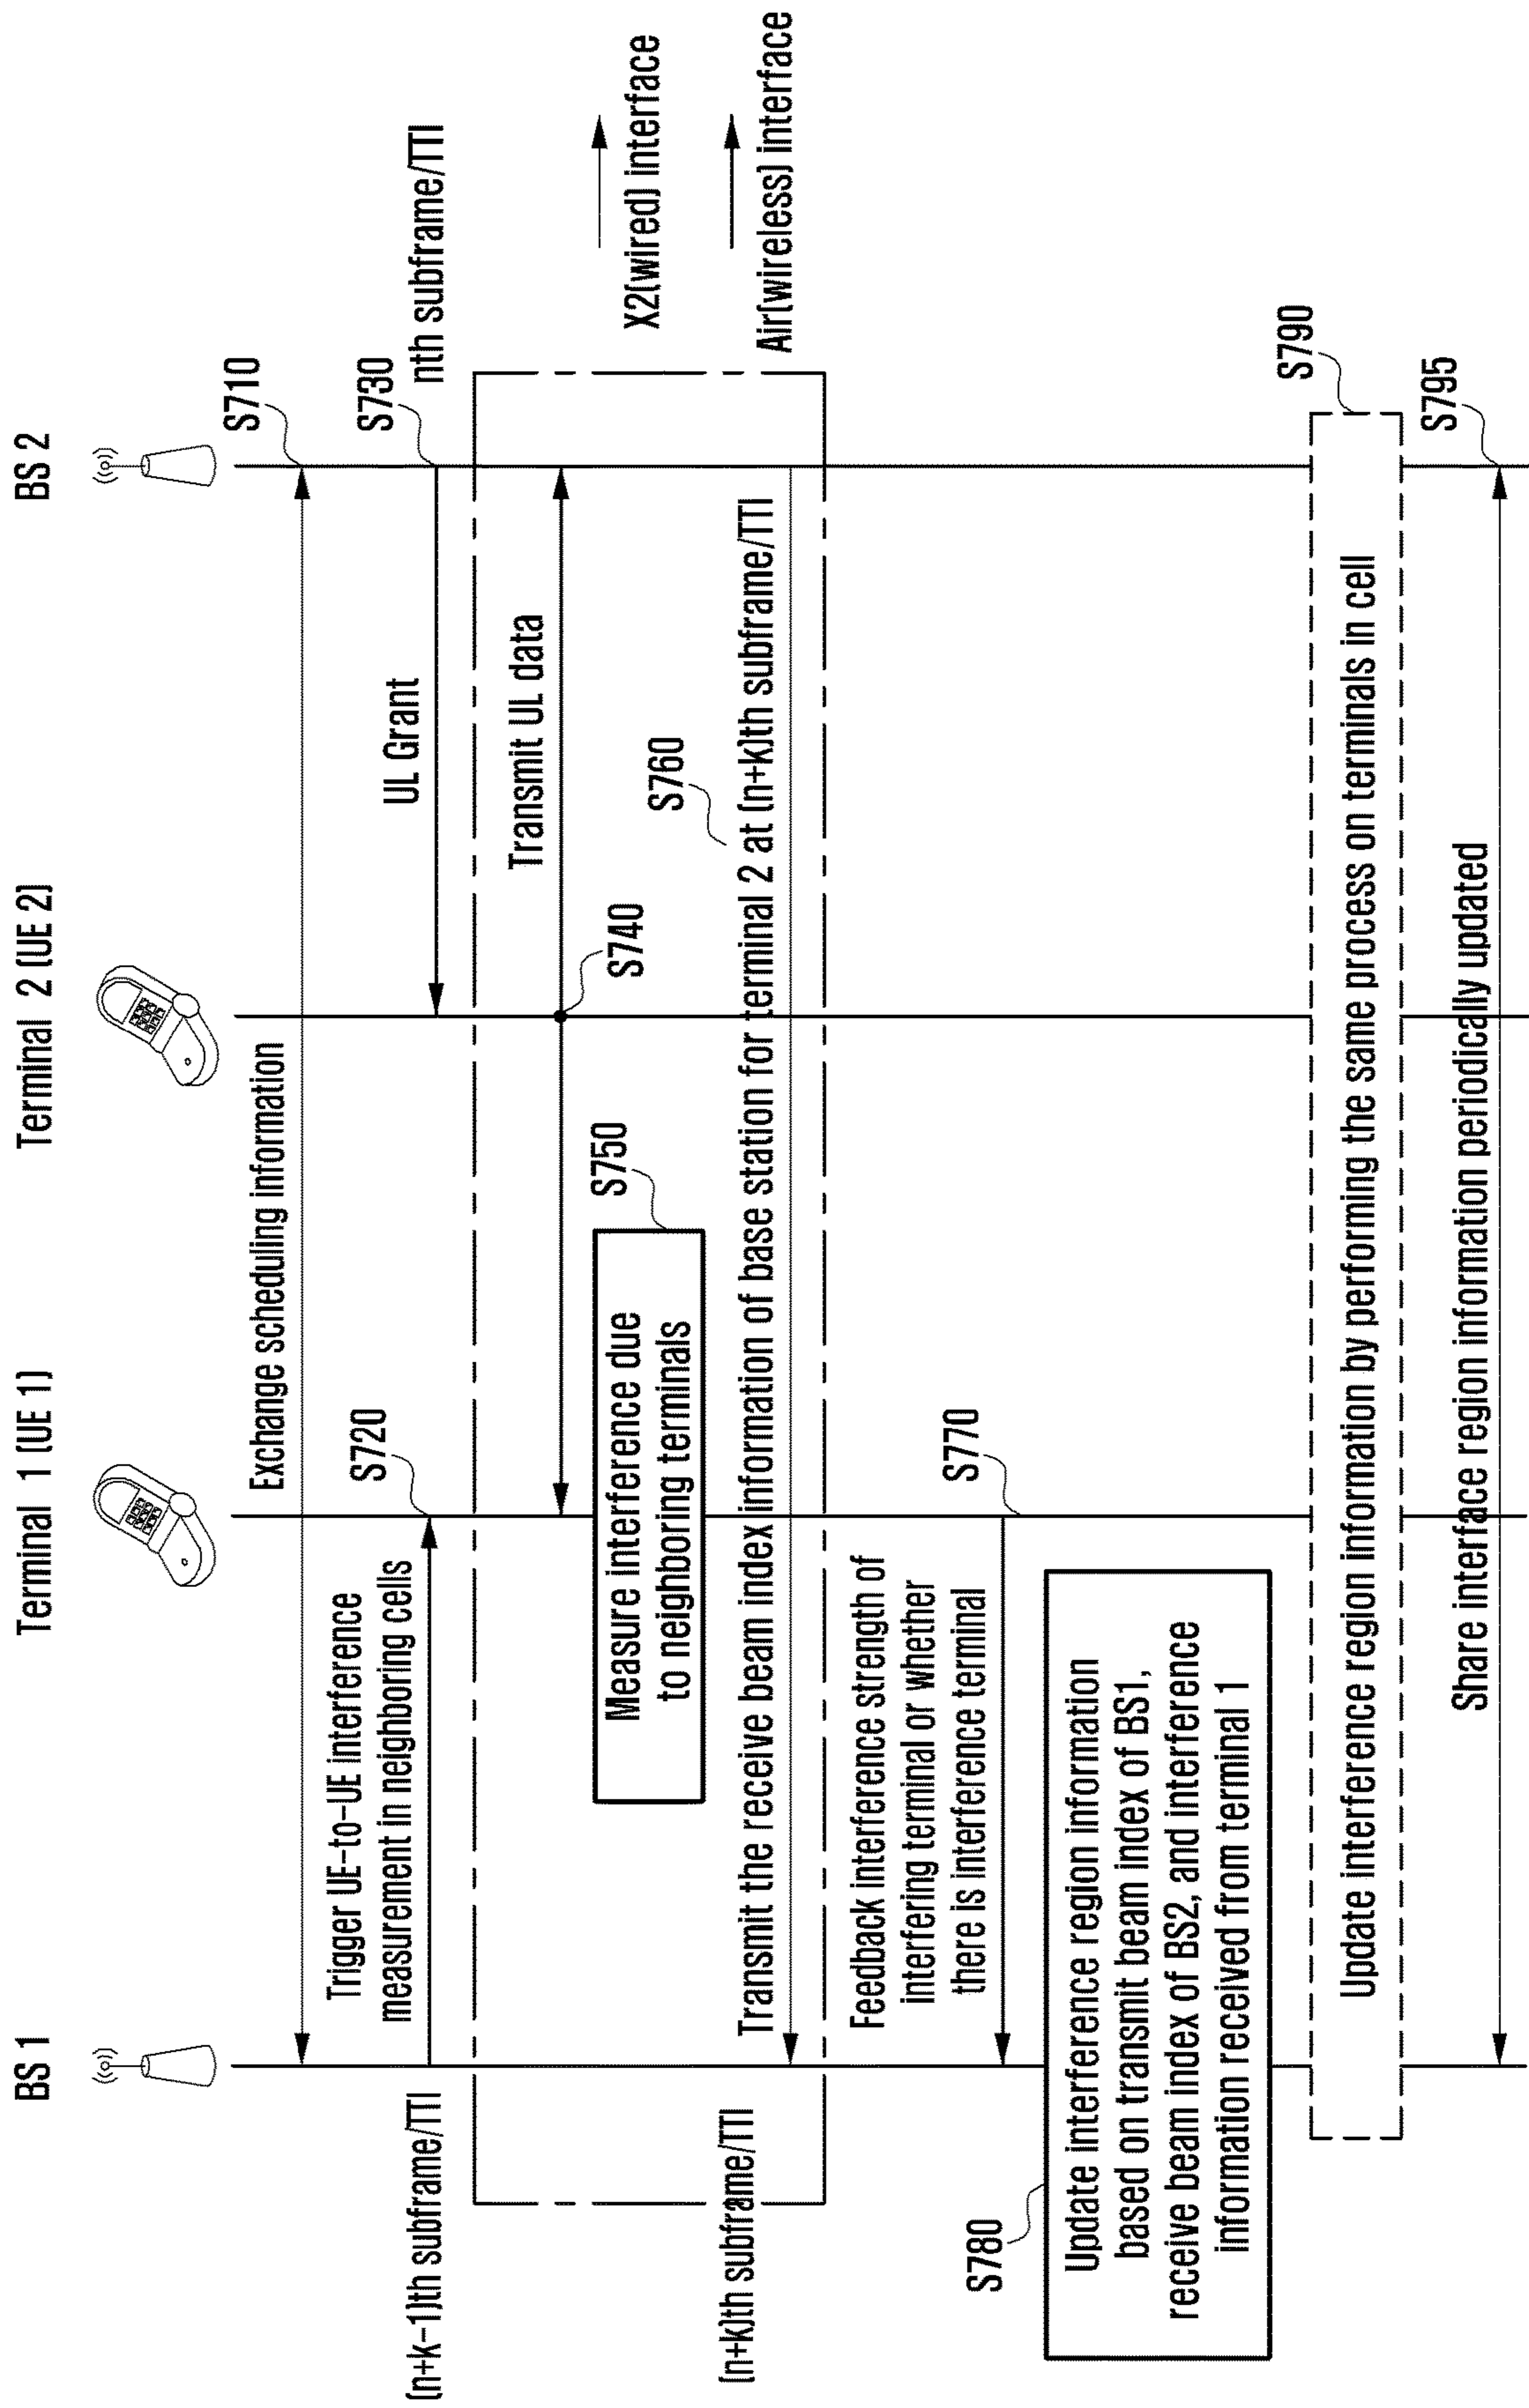 BS 1
Terminal 1 (UE 1)
Terminal 2 (UE 2)
BS 2
Exchange scheduling information
S710
Trigger UE-to-UE interference
measurement in neighboring cells
S720
UL Grant
S730
(n+K-1)th subframe/TTI
nth subframe/TTI
Transmit UL data
S740
Measure interference due
to neighboring terminals
S750
X2(wired) interface
Air(wireless) interface
S760
(n+K)th subframe/TTI
Transmit the receive beam index information of base station for terminal 2 at (n+K)th subframe/TTI
Feedback interference strength of
interfering terminal or whether
there is interference terminal
S770
S780
Update interference region information
based on transmit beam index of BS1,
receive beam index of BS2, and interference
information received from terminal 1
S790
Update interference region information by performing the same process on terminals in cell
S795
Share interface region information periodically updated